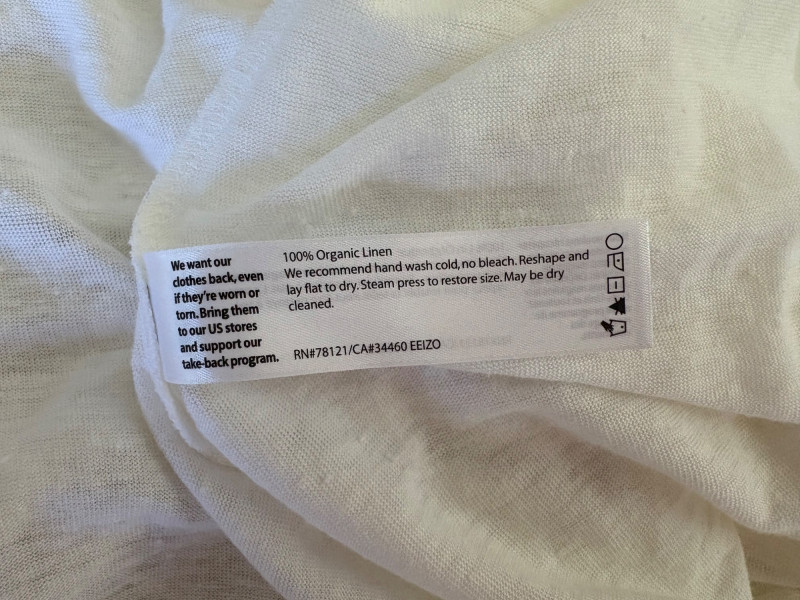 We want our
clothes back, even
if they're worn or
torn. Bring them
to our US stores
and support our
take-back program.
100% Organic Linen
We recommend hand wash cold, no bleach. Reshape and
lay flat to dry. Steam press to restore size. May be dry
cleaned.
RN#78121/CA#34460 EEIZO